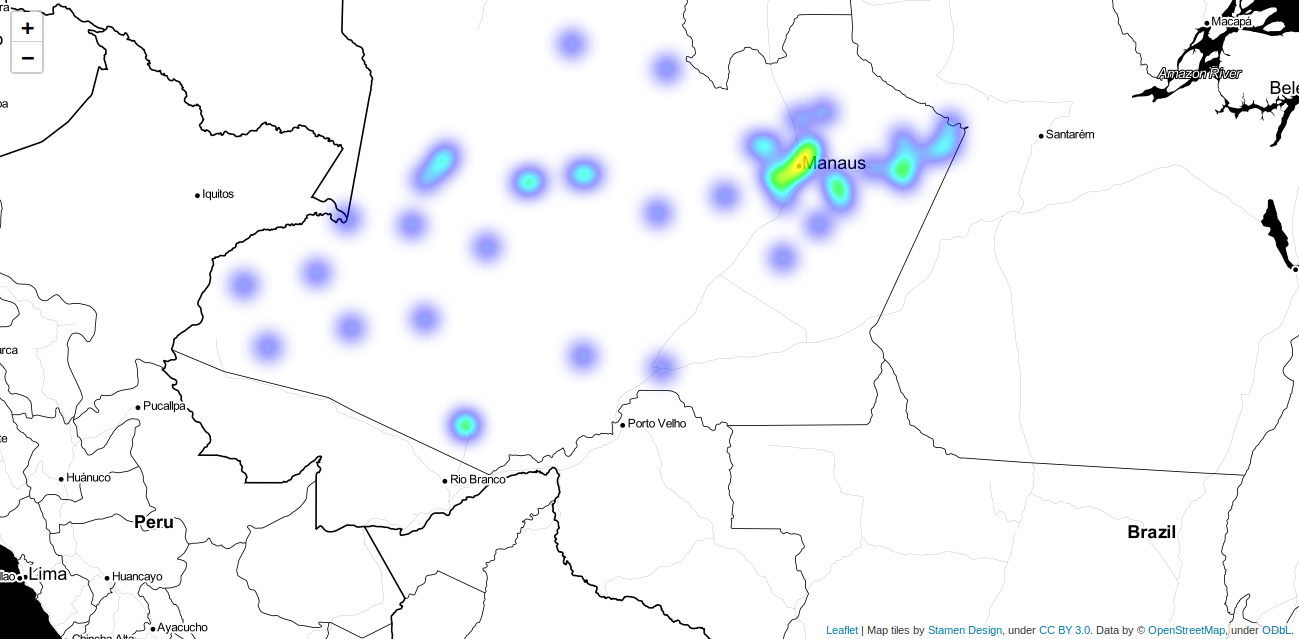 +
−
Macapá
Amazon River
Bele
Santarém
Manaus
Iquitos
Pucallpa
Porto Velho
Huánuco
Rio Branco
Peru
Brazil
Lima
Huancayo
Ayacucho
Leaflet | Map tiles by Stamen Design, under CC BY 3.0. Data by © OpenStreetMap, under ODbL.